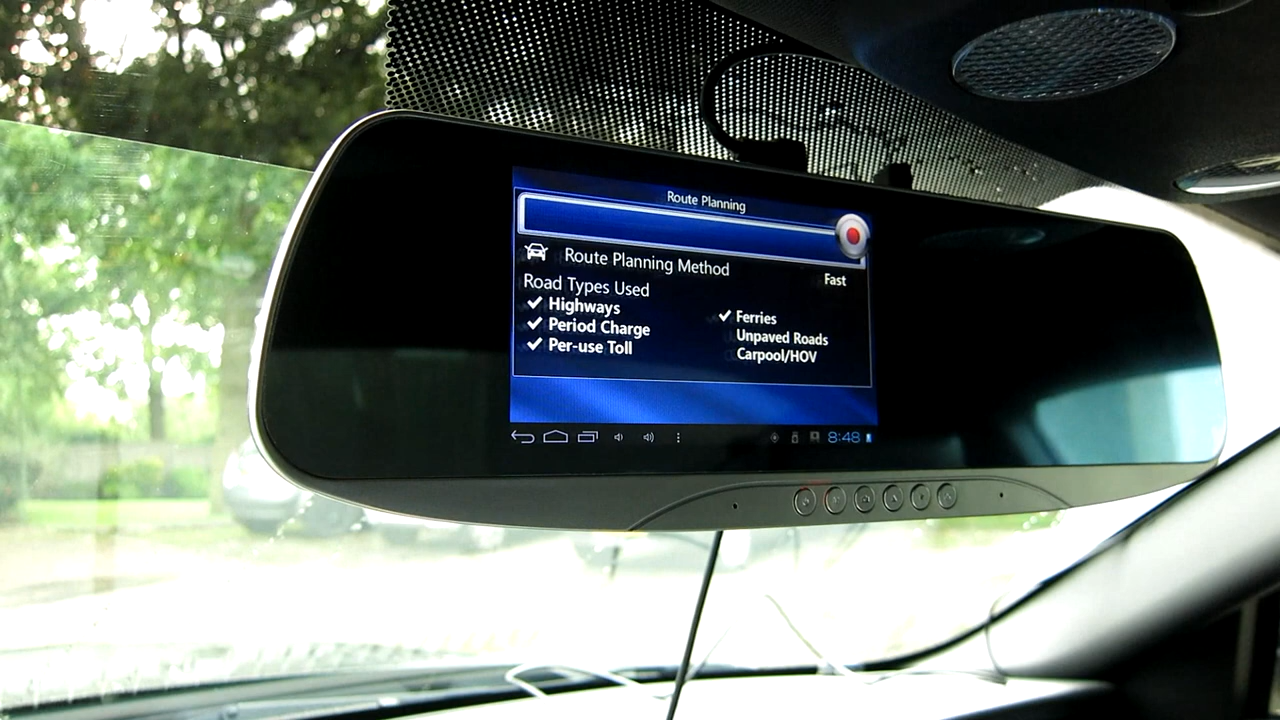 Route Planning
Route Planning Method
Fast
Road Types Used
Highways
Ferries
Period Charge
Unpaved Roads
Per-use Toll
Carpool/HOV
8:48